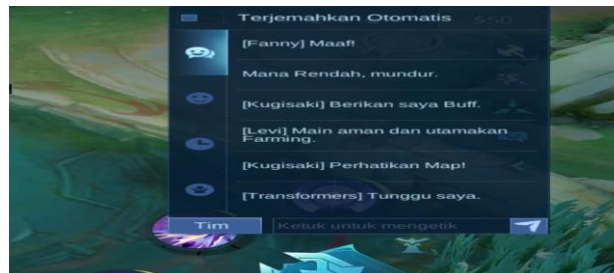 Terjemahkan Otomatis
[Fanny] Maaf!
Mana Rendah, mundur.
[Kugisaki] Berikan saya Buff.
[Levi] Main aman dan utamakan
Farming.
[Kugisaki] Perhatikan Map!
[Transformers] Tunggu saya.
Tim
Ketuk untuk mengetik